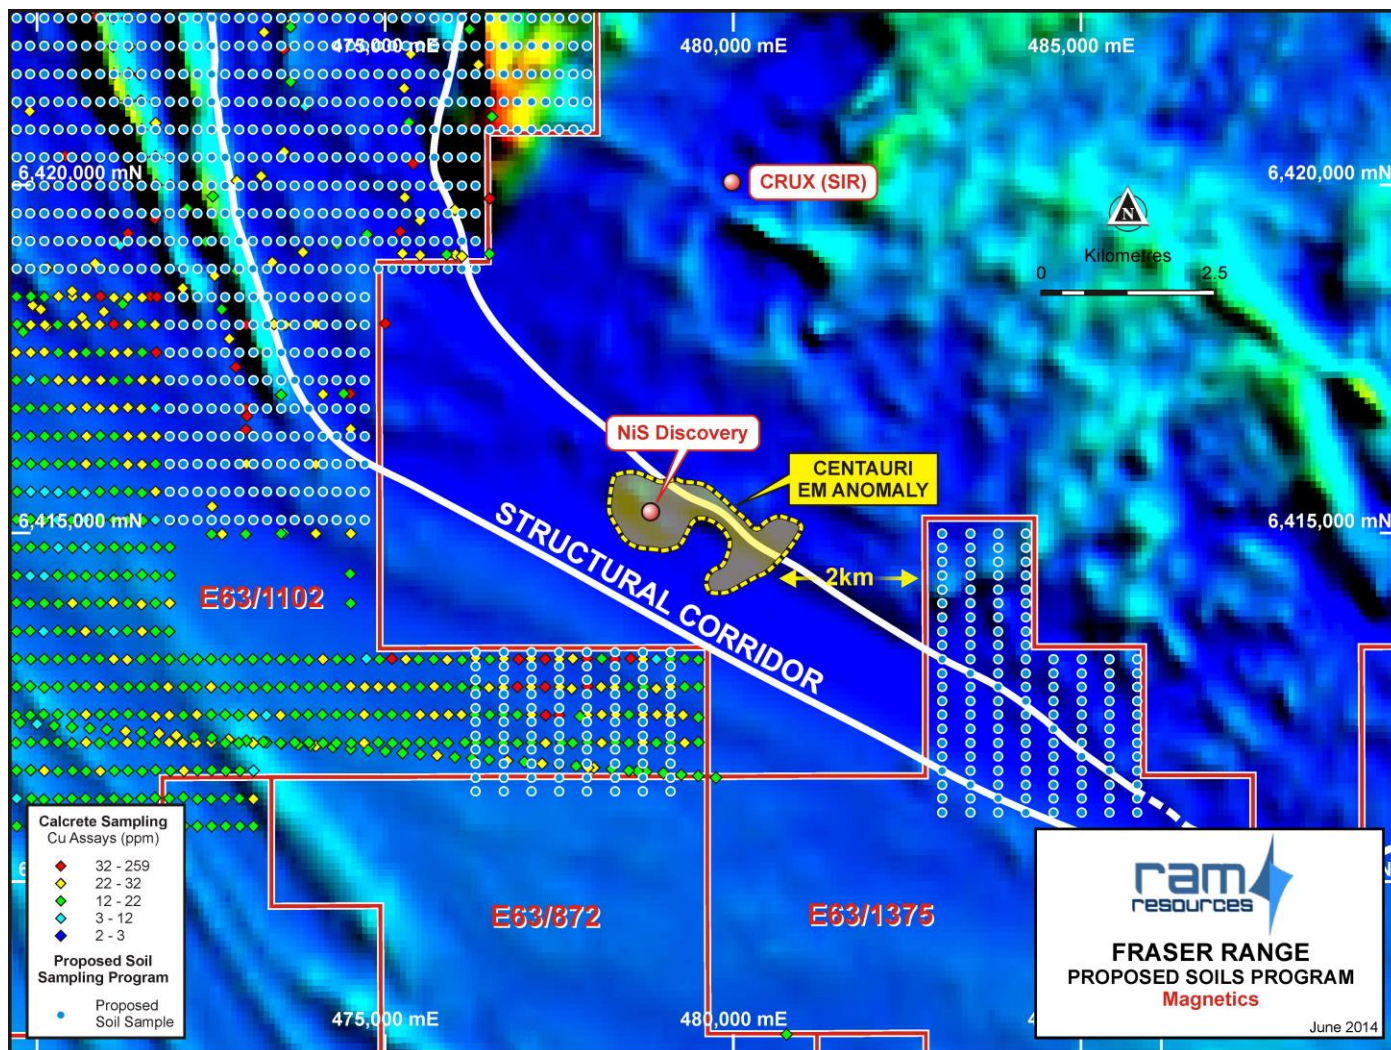 475,000 mE
480,000 mE
485,000 mE
6,420,000 mN
CRUX (SIR)
6,420,000 mN
N
Kilometres
0
2.5
NiS Discovery
CENTAURI
EM ANOMALY
6,415,000 mN
6,415,000 mN
STRUCTURAL CORRIDOR
2km
E63/1102
Calcrete Sampling
Cu Assays (ppm)
32 - 259
22 - 32
12 - 22
3 - 12
2 - 3
Proposed Soil
Sampling Program
Proposed
Soil Sample
E63/872
E63/1375
475,000 mE
480,000 mE
ram
resources
FRASER RANGE
PROPOSED SOILS PROGRAM
Magnetics
June 2014